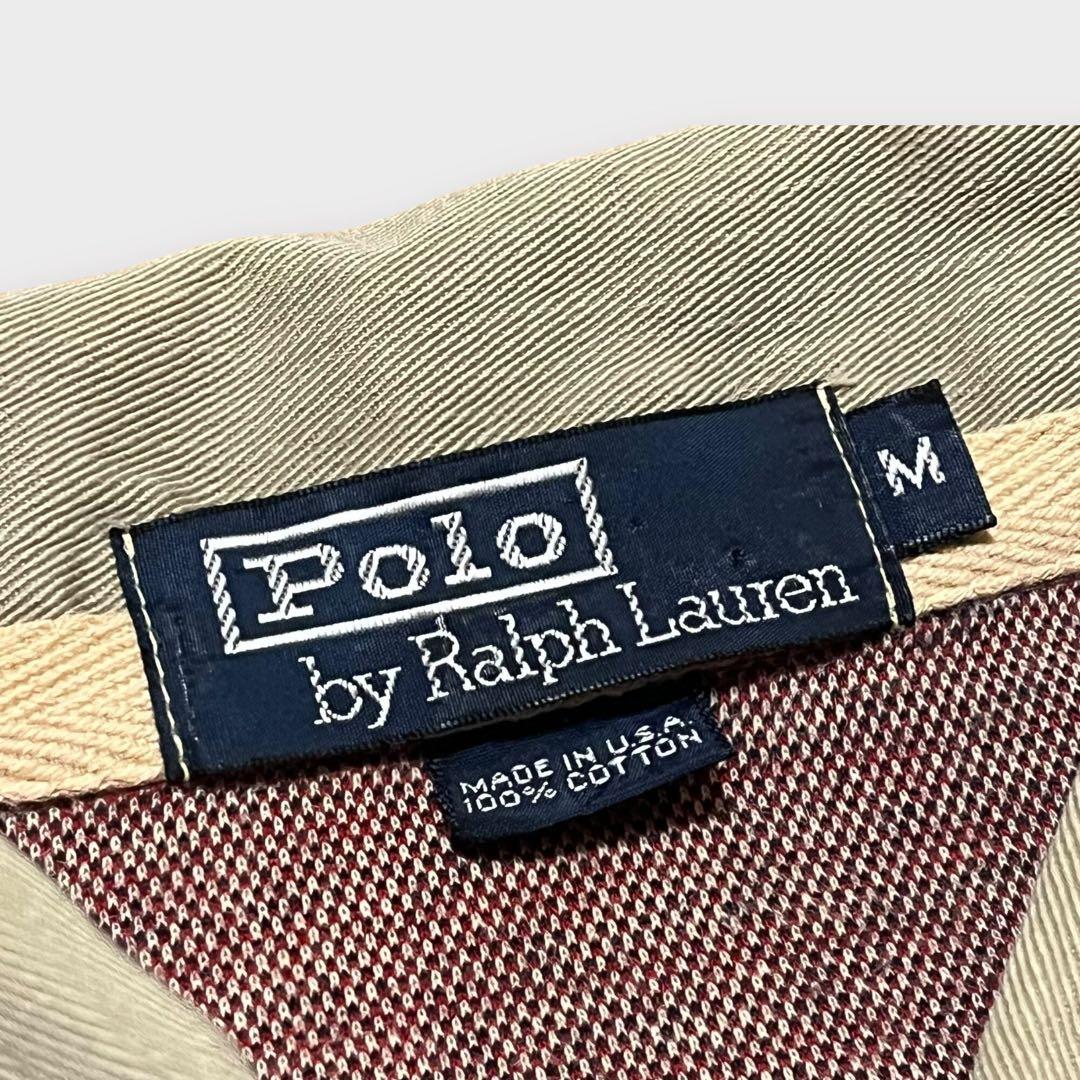 Polo
by Ralph Lauren
M
MADE IN U.S.A.
100% COTTON